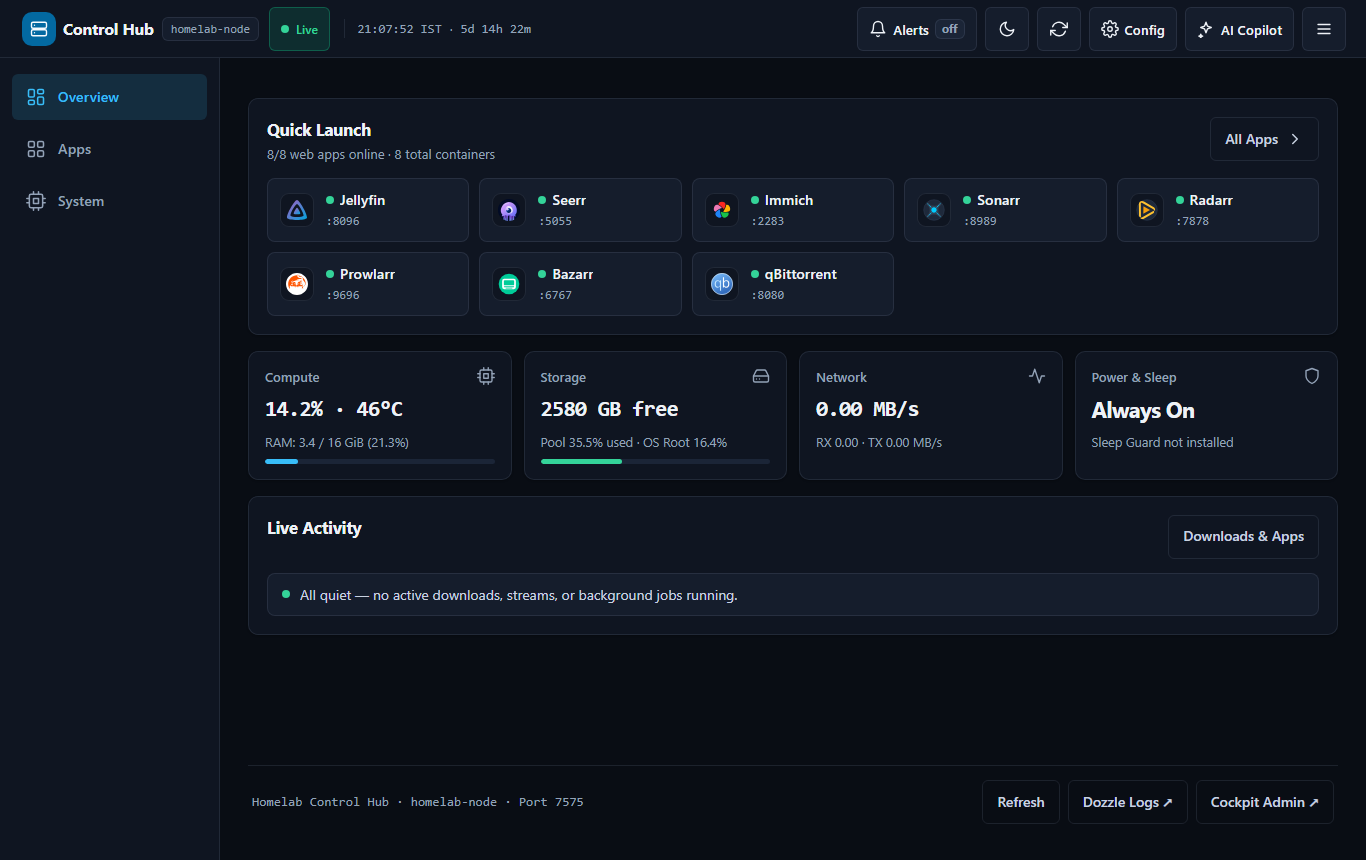 Control Hub homelab-node Live 21:07:52 IST · 5d 14h 22m Alerts off Config AI Copilot
Overview
Apps
System
Quick Launch
8/8 web apps online · 8 total containers
All Apps
Jellyfin
:8096
Seerr
:5055
Immich
:2283
Sonarr
:8989
Radarr
:7878
Prowlarr
:9696
Bazarr
:6767
qb
qBittorrent
:8080
Compute
14.2% · 46°C
RAM: 3.4 / 16 GiB (21.3%)
Storage
2580 GB free
Pool 35.5% used · OS Root 16.4%
Network
0.00 MB/s
RX 0.00 · TX 0.00 MB/s
Power & Sleep
Always On
Sleep Guard not installed
Live Activity
Downloads & Apps
All quiet — no active downloads, streams, or background jobs running.
Homelab Control Hub · homelab-node · Port 7575
Refresh
Dozzle Logs ↗
Cockpit Admin ↗